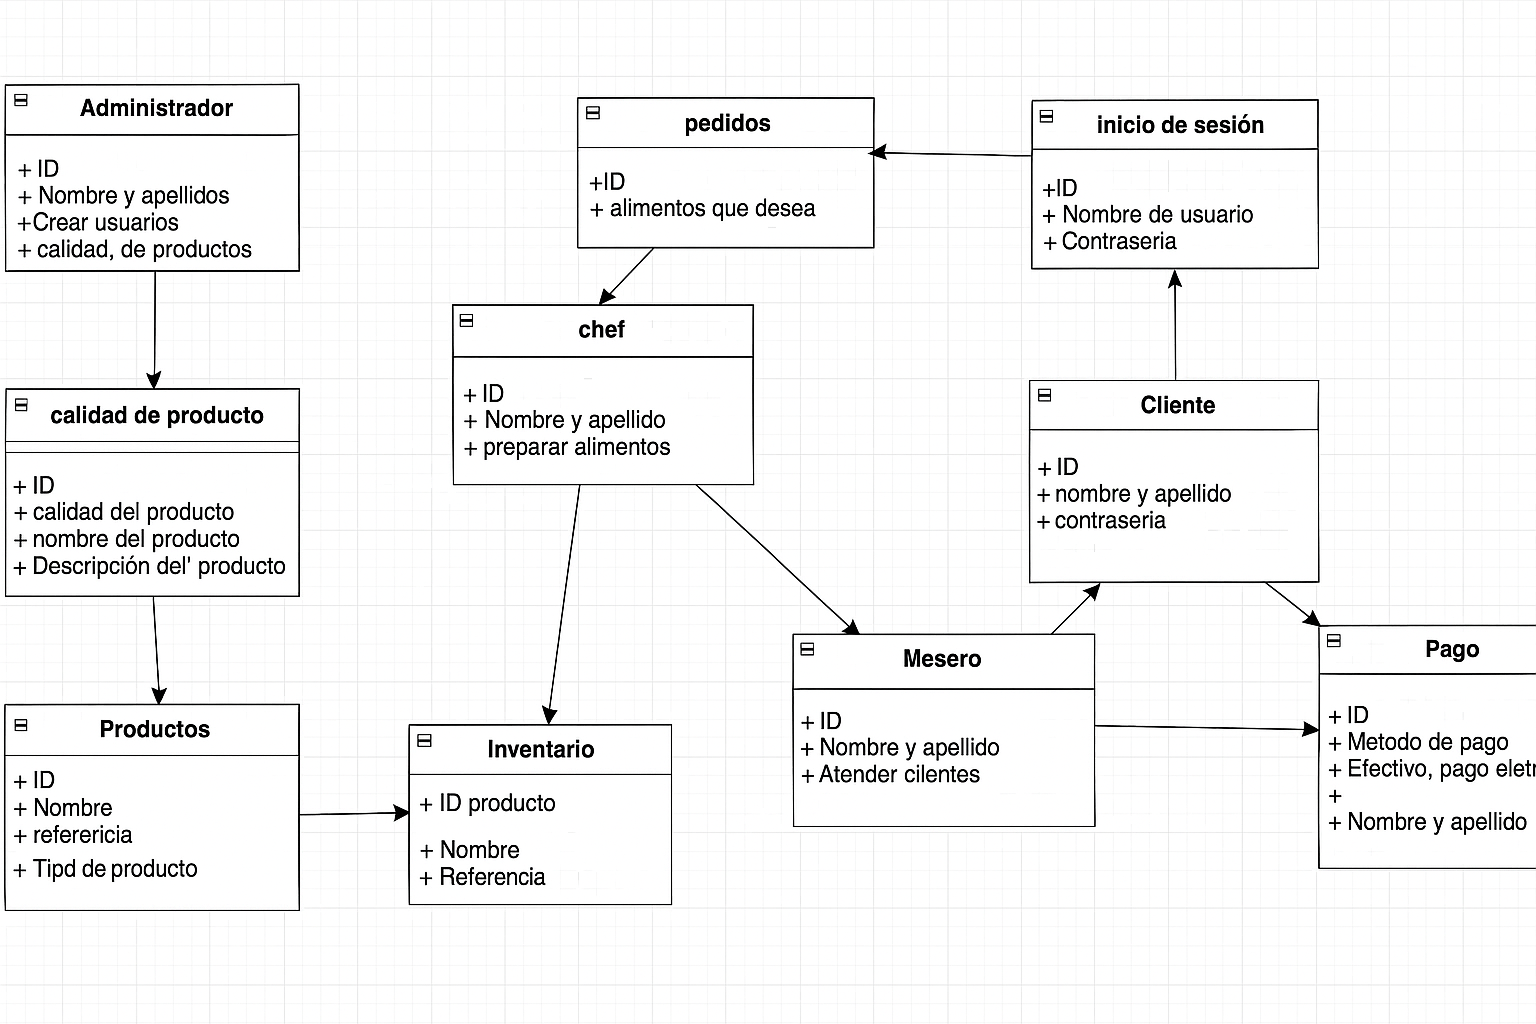 Administrador
+ ID
+ Nombre y apellidos
+Crear usuarios
+ calidad, de productos
calidad de producto
+ ID
+ calidad del producto
+ nombre del producto
+ Descripción del' producto
Productos
+ ID
+ Nombre
+ referericia
+ Tipd de producto
pedidos
+ID
+ alimentos que desea
chef
+ ID
+ Nombre y apellido
+ preparar alimentos
Inventario
+ ID producto
+ Nombre
+ Referencia
Mesero
+ ID
+ Nombre y apellido
+ Atender cilentes
inicio de sesión
+ID
+ Nombre de usuario
+ Contraseria
Cliente
+ ID
+ nombre y apellido
+ contraseria
Pago
+ ID
+ Metodo de pago
+ Efectivo, pago eletr
+
+ Nombre y apellido